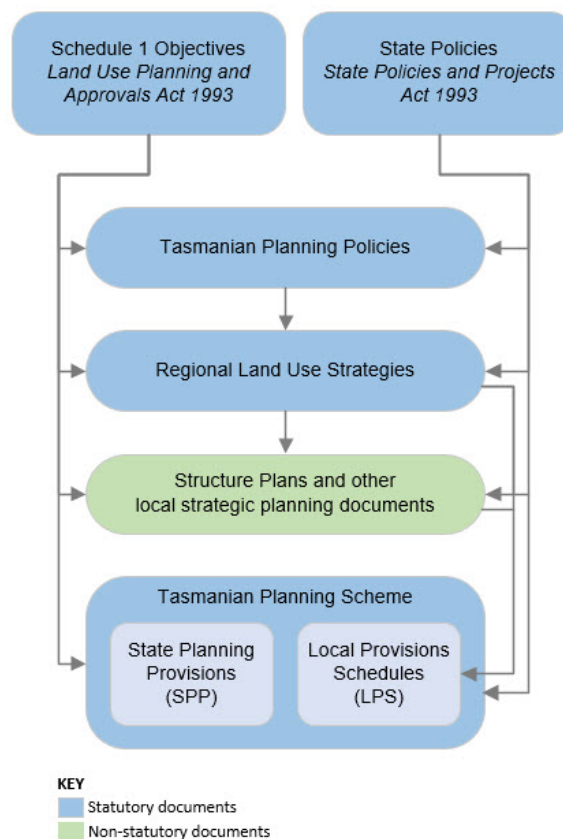 Schedule 1 Objectives
Land Use Planning and
Approvals Act 1993
State Policies
State Policies and Projects
Act 1993
Tasmanian Planning Policies
Regional Land Use Strategies
Structure Plans and other
local strategic planning documents
Tasmanian Planning Scheme
State Planning
Provisions
(SPP)
Local Provisions
Schedules
(LPS)
KEY
Statutory documents
Non-statutory documents